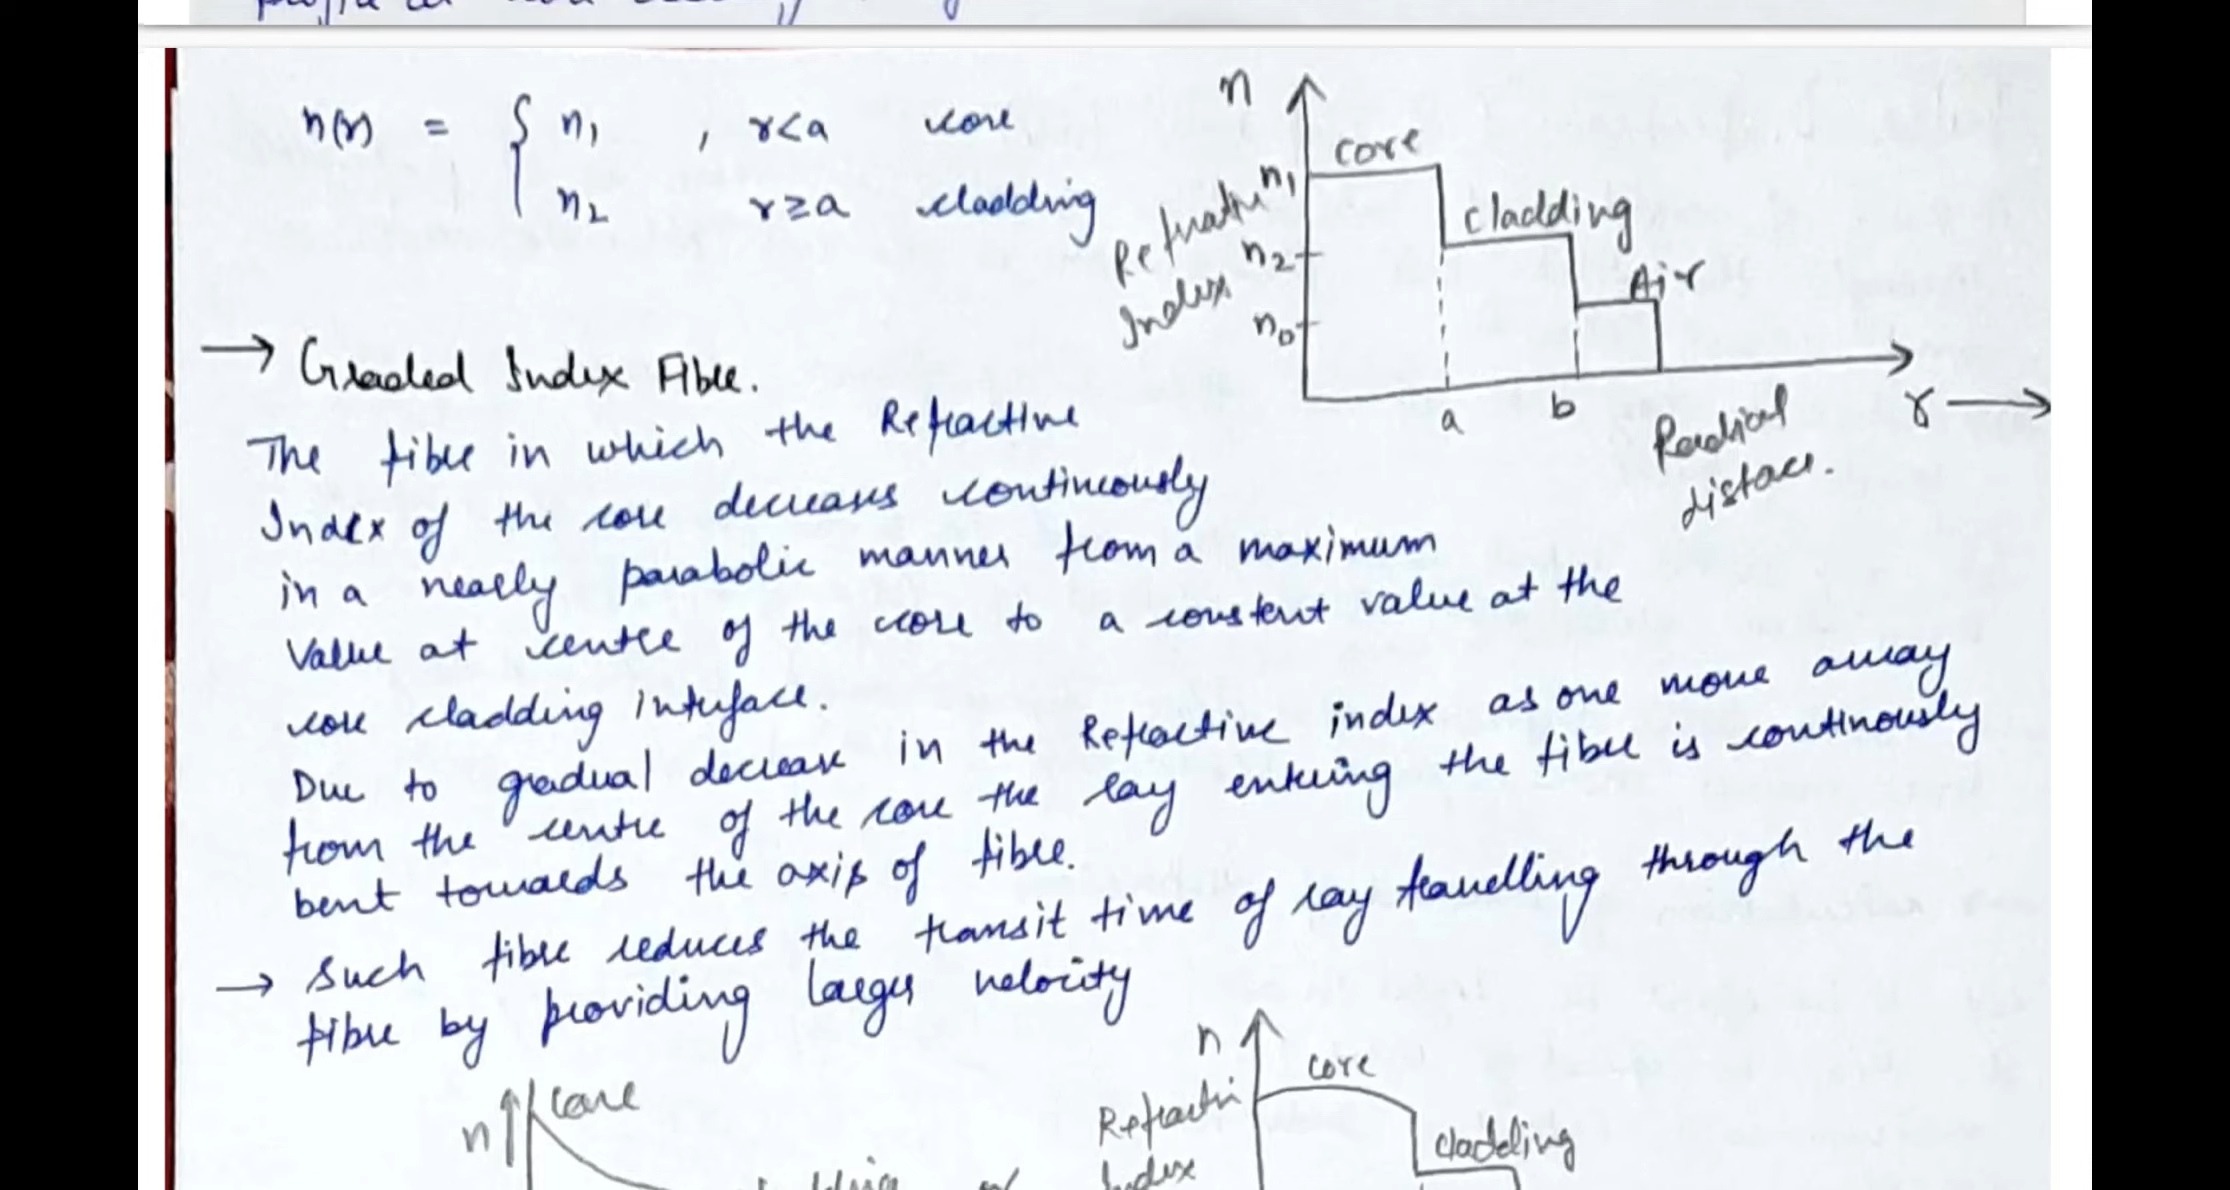 n(r) = { n₁ , r<a core
n₂ r≥a cladding
n
core
n₁
cladding
Refractive
Index
n₂
Air
n₀
a
b
r
Radical
distace.
→ Graded Index Fibre.
The fibre in which the Refractive
Index of the core decreases continuously
in a nearly parabolic manner from a maximum
Value at centre of the core to a constent value at the
core cladding interface.
Due to gradual decrease in the Refractive index as one move away
from the centre of the core the ray entering the fibre is continously
bent towards the axis of fibre.
→ Such fibre reduces the transit time of ray travelling through the
fibre by providing larger velocity
n
core
n
core
Refractive
Index
cladding